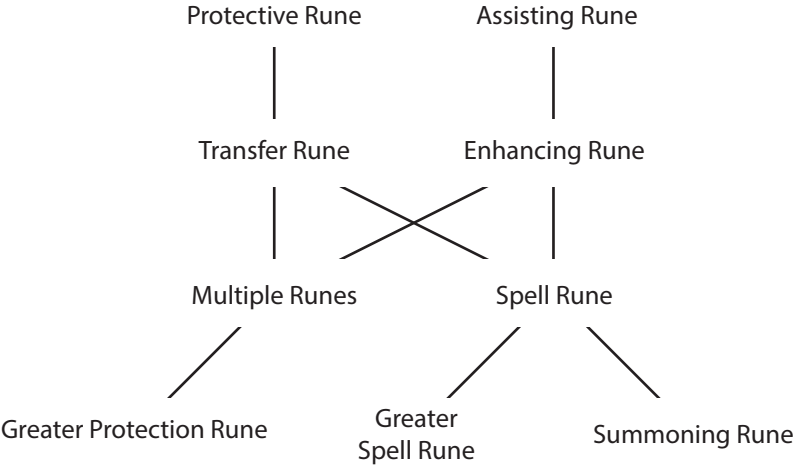 Protective Rune
Assisting Rune
Transfer Rune
Enhancing Rune
Multiple Runes
Spell Rune
Greater Protection Rune
Greater
Spell Rune
Summoning Rune